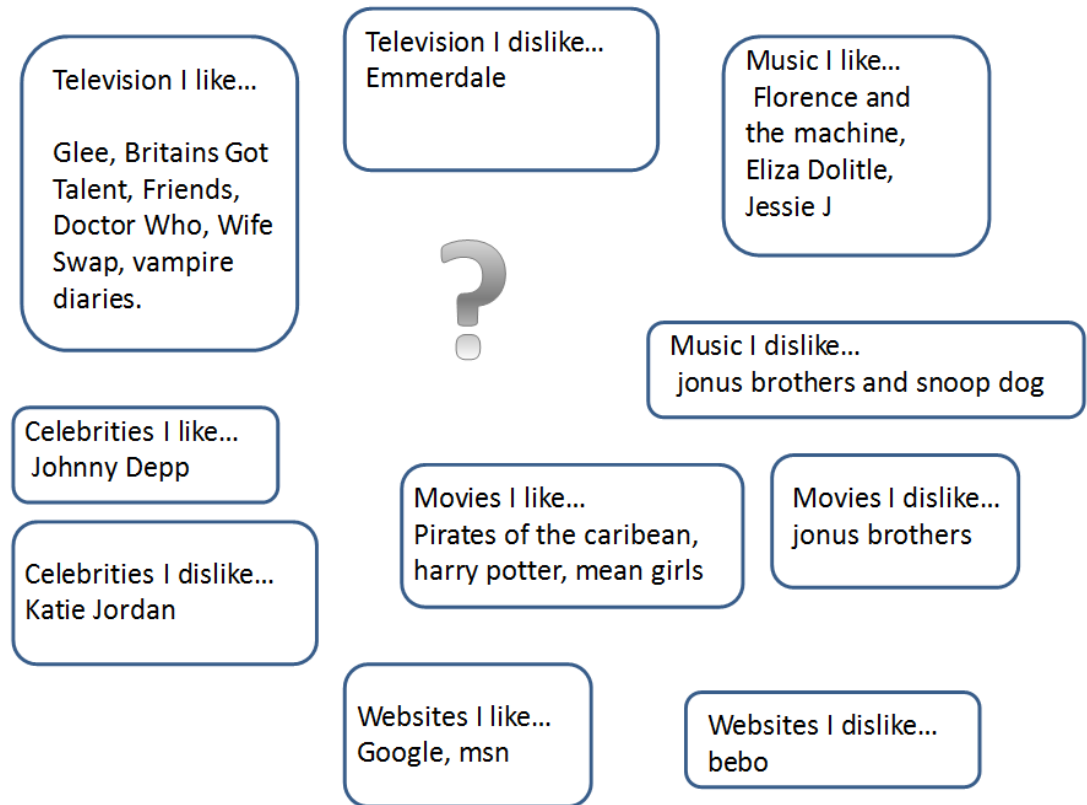 Television I like...
Glee, Britains Got
Talent, Friends,
Doctor Who, Wife
Swap, vampire
diaries.
Television I dislike...
Emmerdale
Music I like...
Florence and
the machine,
Eliza Dolitle,
Jessie J
?
Music I dislike...
jonus brothers and snoop dog
Celebrities I like...
Johnny Depp
Celebrities I dislike...
Katie Jordan
Movies I like...
Pirates of the caribean,
harry potter, mean girls
Movies I dislike...
jonus brothers
Websites I like...
Google, msn
Websites I dislike...
bebo